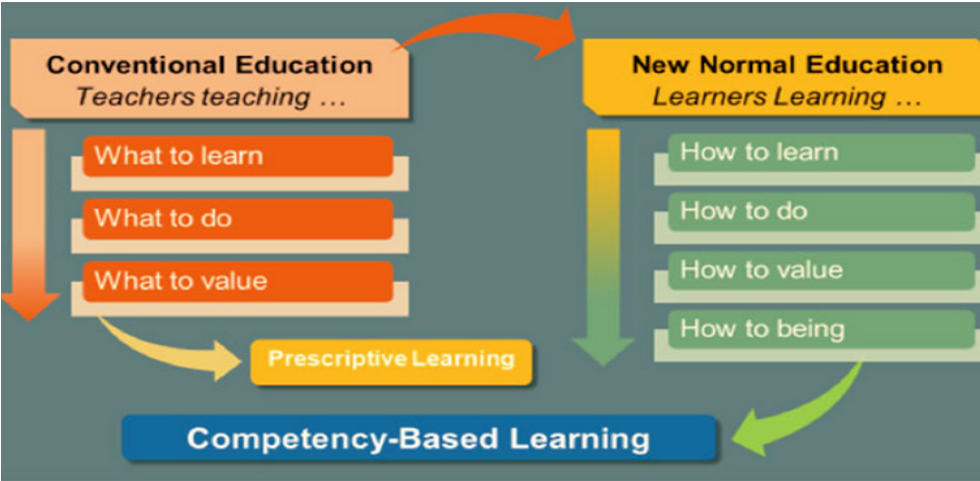 Conventional Education
Teachers teaching ...
What to learn
What to do
What to value
Prescriptive Learning
New Normal Education
Learners Learning ...
How to learn
How to do
How to value
How to being
Competency-Based Learning